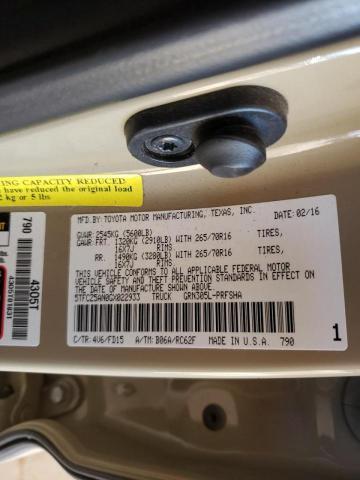 YING CAPACITY REDUCED
have reduced the original load
2 kg or 5 lbs
MFD.BY: TOYOTA MOTOR MANUFACTURING, TEXAS, INC. DATE: 02/16
GVWR: 2545KG (5600LB)
GAWR: FRT. 1320KG (2910LB) WITH 265/70R16 TIRES,
16X7J RIMS
RR. 1490KG (3280LB) WITH 265/70R16 TIRES,
16X7J RIMS
THIS VEHICLE CONFORMS TO ALL APPLICABLE FEDERAL MOTOR
VEHICLE SAFETY AND THEFT PREVENTION STANDARDS IN EFFECT
ON THE DATE OF MANUFACTURE SHOWN ABOVE.
5TFCZ5AN0GX022933 TRUCK GRN305L-PRFSHA
C/TR: 4V6/FD15 A/TM: B06A/RC62F MADE IN U.S.A. 790
1
790
4305T